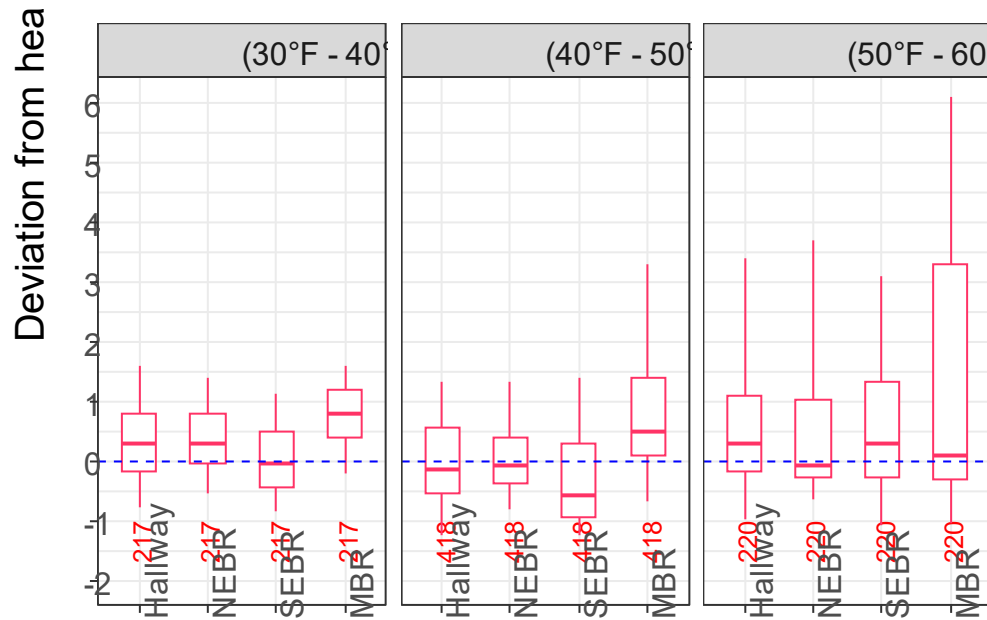 Deviation from hea
(30°F - 40°
(40°F - 50°
(50°F - 60
6
5
4
3
2
1
0
-1
-2
217
217
217
217
418
418
418
418
220
220
220
220
Hallway
NEBR
SEBR
MBR
Hallway
NEBR
SEBR
MBR
Hallway
NEBR
SEBR
MBR